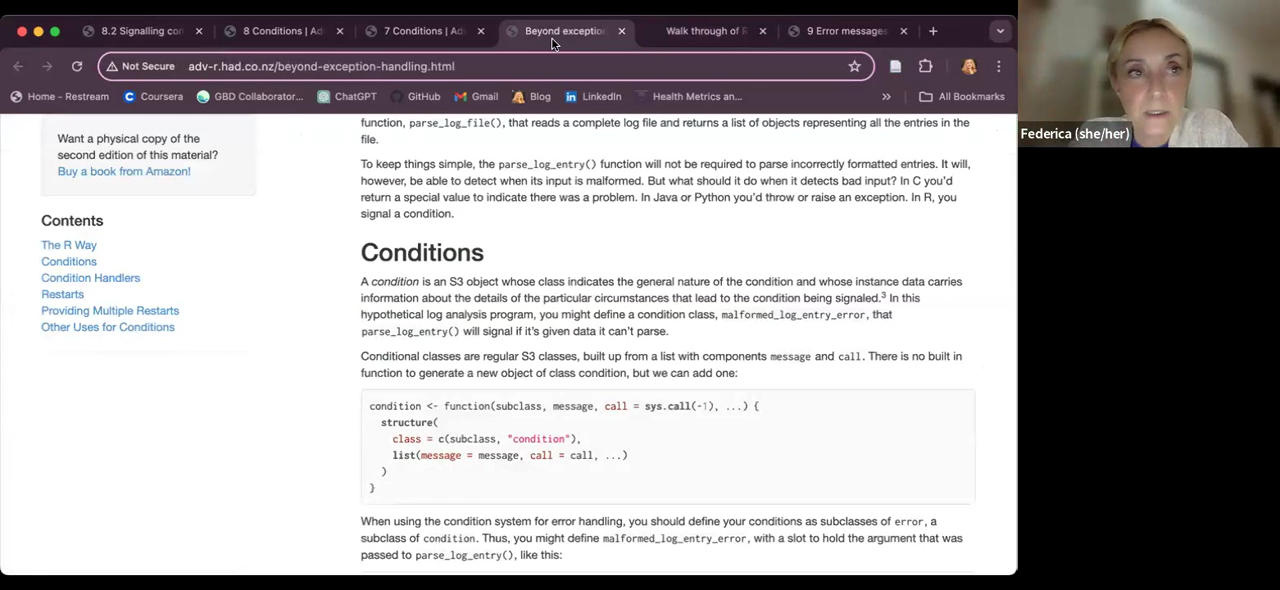 8.2 Signalling con
8 Conditions | Ad
7 Conditions | Adv
Beyond exception
Walk through of R
9 Error messages
Not Secure
adv-r.had.co.nz/beyond-exception-handling.html
Home - Restream
Coursera
GBD Collaborator...
ChatGPT
GitHub
Gmail
Blog
LinkedIn
Health Metrics an...
»
All Bookmarks
Federica (she/her)
Want a physical copy of the
second edition of this material?
Buy a book from Amazon!
Contents
The R Way
Conditions
Condition Handlers
Restarts
Providing Multiple Restarts
Other Uses for Conditions
function, parse_log_file(), that reads a complete log file and returns a list of objects representing all the entries in the
file.
To keep things simple, the parse_log_entry() function will not be required to parse incorrectly formatted entries. It will,
however, be able to detect when its input is malformed. But what should it do when it detects bad input? In C you'd
return a special value to indicate there was a problem. In Java or Python you'd throw or raise an exception. In R, you
signal a condition.
Conditions
A condition is an S3 object whose class indicates the general nature of the condition and whose instance data carries
information about the details of the particular circumstances that lead to the condition being signaled.3 In this
hypothetical log analysis program, you might define a condition class, malformed_log_entry_error, that
parse_log_entry() will signal if it's given data it can't parse.
Conditional classes are regular S3 classes, built up from a list with components message and call. There is no built in
function to generate a new object of class condition, but we can add one:
condition <- function(subclass, message, call = sys.call(-1), ...) {
structure(
class = c(subclass, "condition"),
list(message = message, call = call, ...)
)
}
When using the condition system for error handling, you should define your conditions as subclasses of error, a
subclass of condition. Thus, you might define malformed_log_entry_error, with a slot to hold the argument that was
passed to parse_log_entry(), like this: